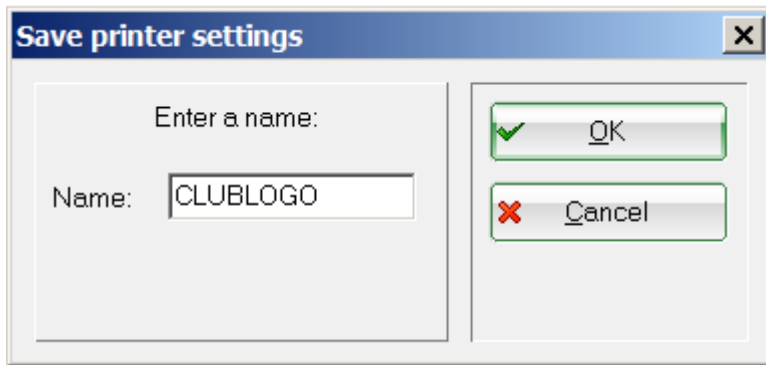 Save printer settings
Enter a name:
Name: CLUBLOGO
OK
Cancel